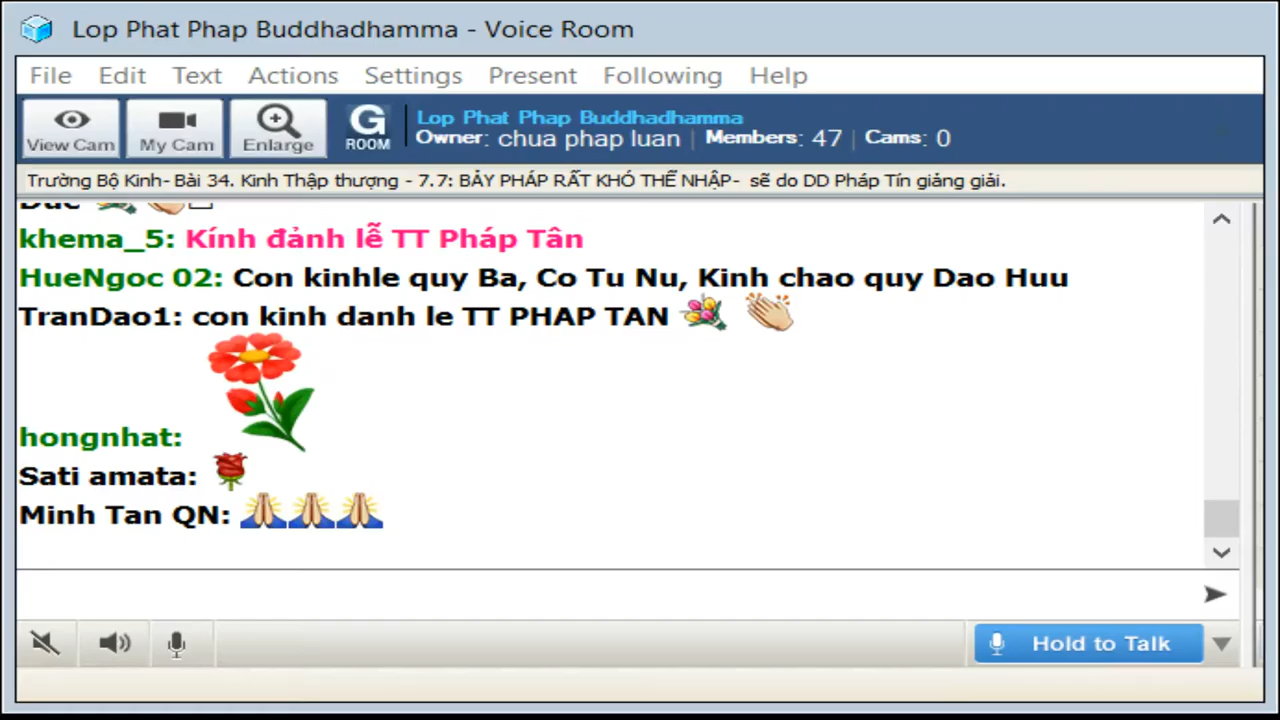 Lop Phat Phap Buddhadhamma - Voice Room
File Edit Text Actions Settings Present Following Help
View Cam My Cam Enlarge G ROOM
Lop Phat Phap Buddhadhamma
Owner: chua phap luan | Members: 47 | Cams: 0
Trường Bộ Kinh- Bài 34. Kinh Thập thượng - 7.7: BẢY PHÁP RẤT KHÓ THỂ NHẬP- sẽ do DD Pháp Tín giảng giải.
khema_5: Kính đảnh lễ TT Pháp Tân
HueNgoc 02: Con kinhle quy Ba, Co Tu Nu, Kinh chao quy Dao Huu
TranDao1: con kinh danh le TT PHAP TAN
hongnhat:
Sati amata:
Minh Tan QN:
Hold to Talk